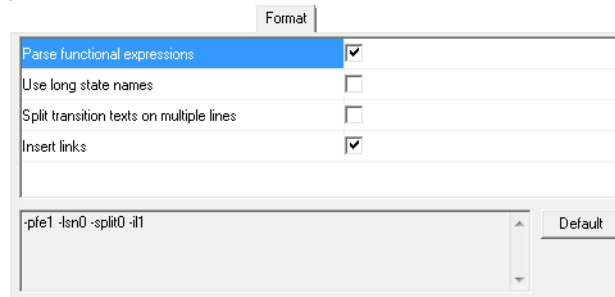 Format
Parse functional expressions
Use long state names
Split transition texts on multiple lines
Insert links
-pfe1 -lsn0 -split0 -il1
Default